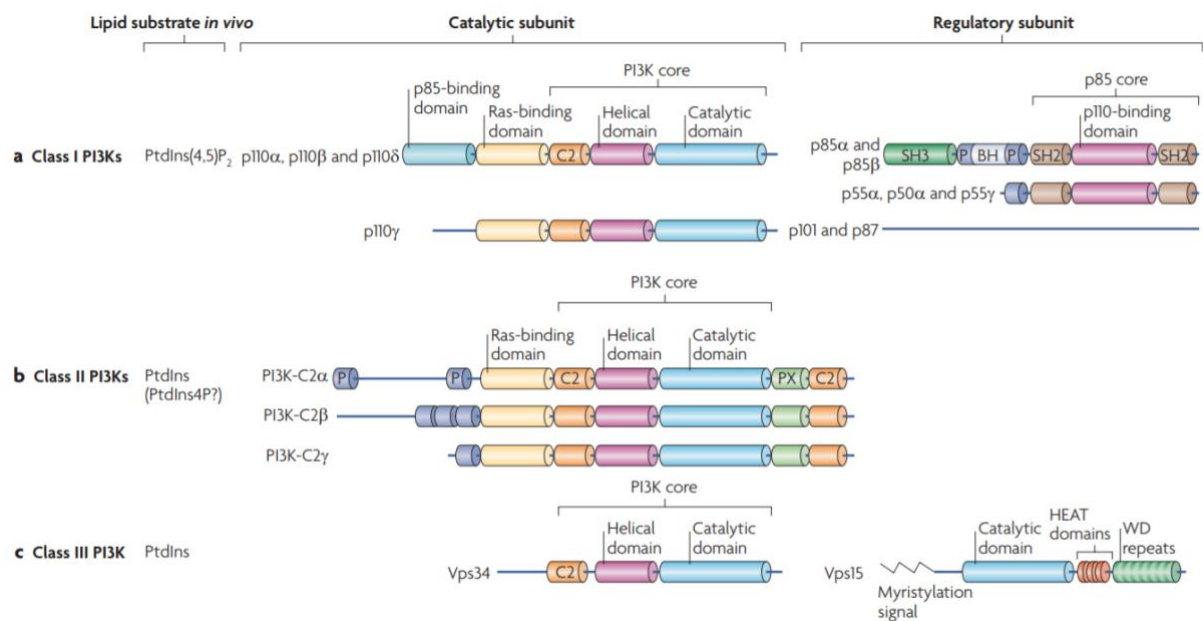 Lipid substrate in vivo
Catalytic subunit
Regulatory subunit
PI3K core
p85 core
p85-binding
domain
Ras-binding
domain
Helical
domain
Catalytic
domain
p110-binding
domain
a Class I PI3Ks
PtdIns(4,5)P₂
p110α, p110β and p110δ
C2
p85α and
p85β
SH3
P
BH
P
SH2
SH2
p55α, p50α and p55γ
p110γ
p101 and p87
PI3K core
Ras-binding
domain
Helical
domain
Catalytic
domain
b Class II PI3Ks
PtdIns
(PtdIns4P?)
PI3K-C2α
P
P
C2
PX
C2
PI3K-C2β
PI3K-C2γ
PI3K core
Helical
domain
Catalytic
domain
Catalytic
domain
HEAT
domains
WD
repeats
c Class III PI3K
PtdIns
Vps34
C2
Vps15
Myristylation
signal